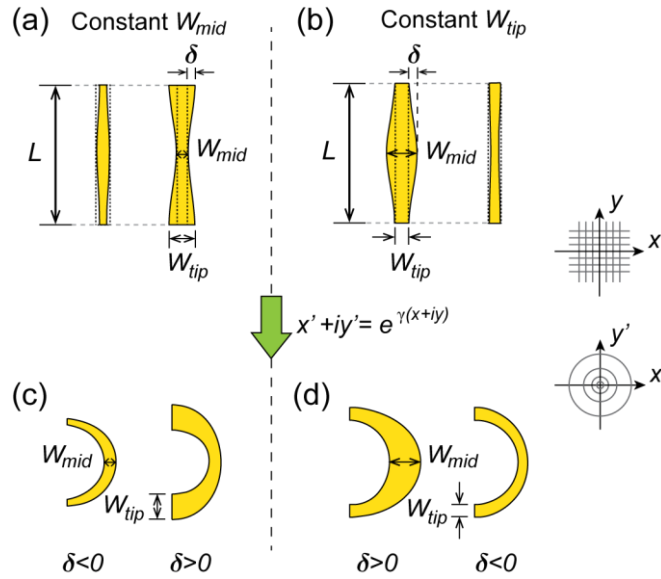 (a) Constant W_mid
δ
L
W_mid
W_tip
(b) Constant W_tip
δ
L
W_mid
W_tip
y
x
x'+iy'= e^γ(x+iy)
y'
x
(c)
W_mid
W_tip
δ<0 δ>0
(d)
W_mid
W_tip
δ>0 δ<0